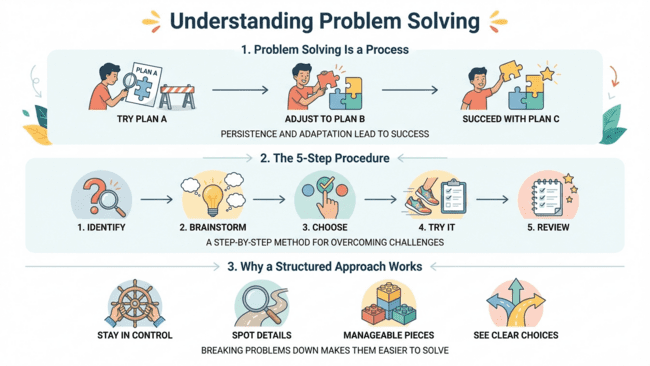 Understanding Problem Solving
1. Problem Solving Is a Process
PLAN A
TRY PLAN A
ADJUST TO PLAN B
SUCCEED WITH PLAN C
PERSISTENCE AND ADAPTATION LEAD TO SUCCESS
2. The 5-Step Procedure
1. IDENTIFY
2. BRAINSTORM
3. CHOOSE
4. TRY IT
5. REVIEW
A STEP-BY-STEP METHOD FOR OVERCOMING CHALLENGES
3. Why a Structured Approach Works
STAY IN CONTROL
SPOT DETAILS
MANAGEABLE PIECES
SEE CLEAR CHOICES
BREAKING PROBLEMS DOWN MAKES THEM EASIER TO SOLVE